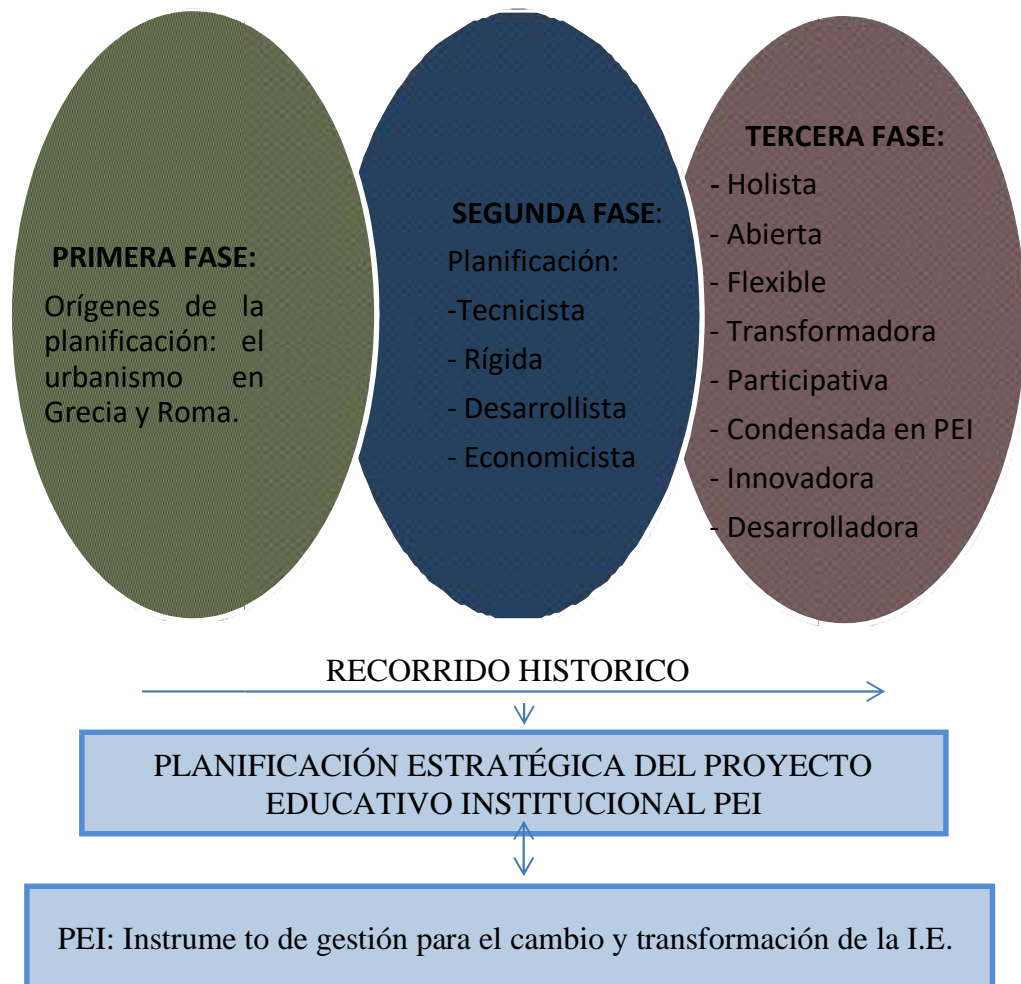 PRIMERA FASE:
Orígenes de la
planificación: el
urbanismo en
Grecia y Roma.
SEGUNDA FASE:
Planificación:
-Tecnicista
- Rígida
- Desarrollista
- Economicista
TERCERA FASE:
- Holista
- Abierta
- Flexible
- Transformadora
- Participativa
- Condensada en PEI
- Innovadora
- Desarrolladora
RECORRIDO HISTORICO
PLANIFICACIÓN ESTRATÉGICA DEL PROYECTO
EDUCATIVO INSTITUCIONAL PEI
PEI: Instrume to de gestión para el cambio y transformación de la I.E.